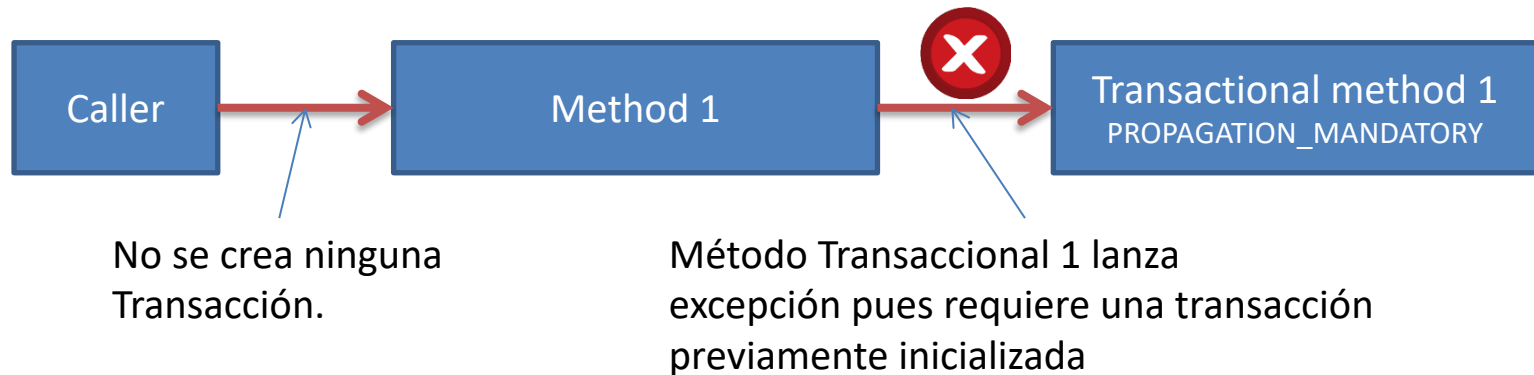 Caller
Method 1
Transactional method 1
PROPAGATION_MANDATORY
No se crea ninguna
Transacción.
Método Transaccional 1 lanza
excepción pues requiere una transacción
previamente inicializada